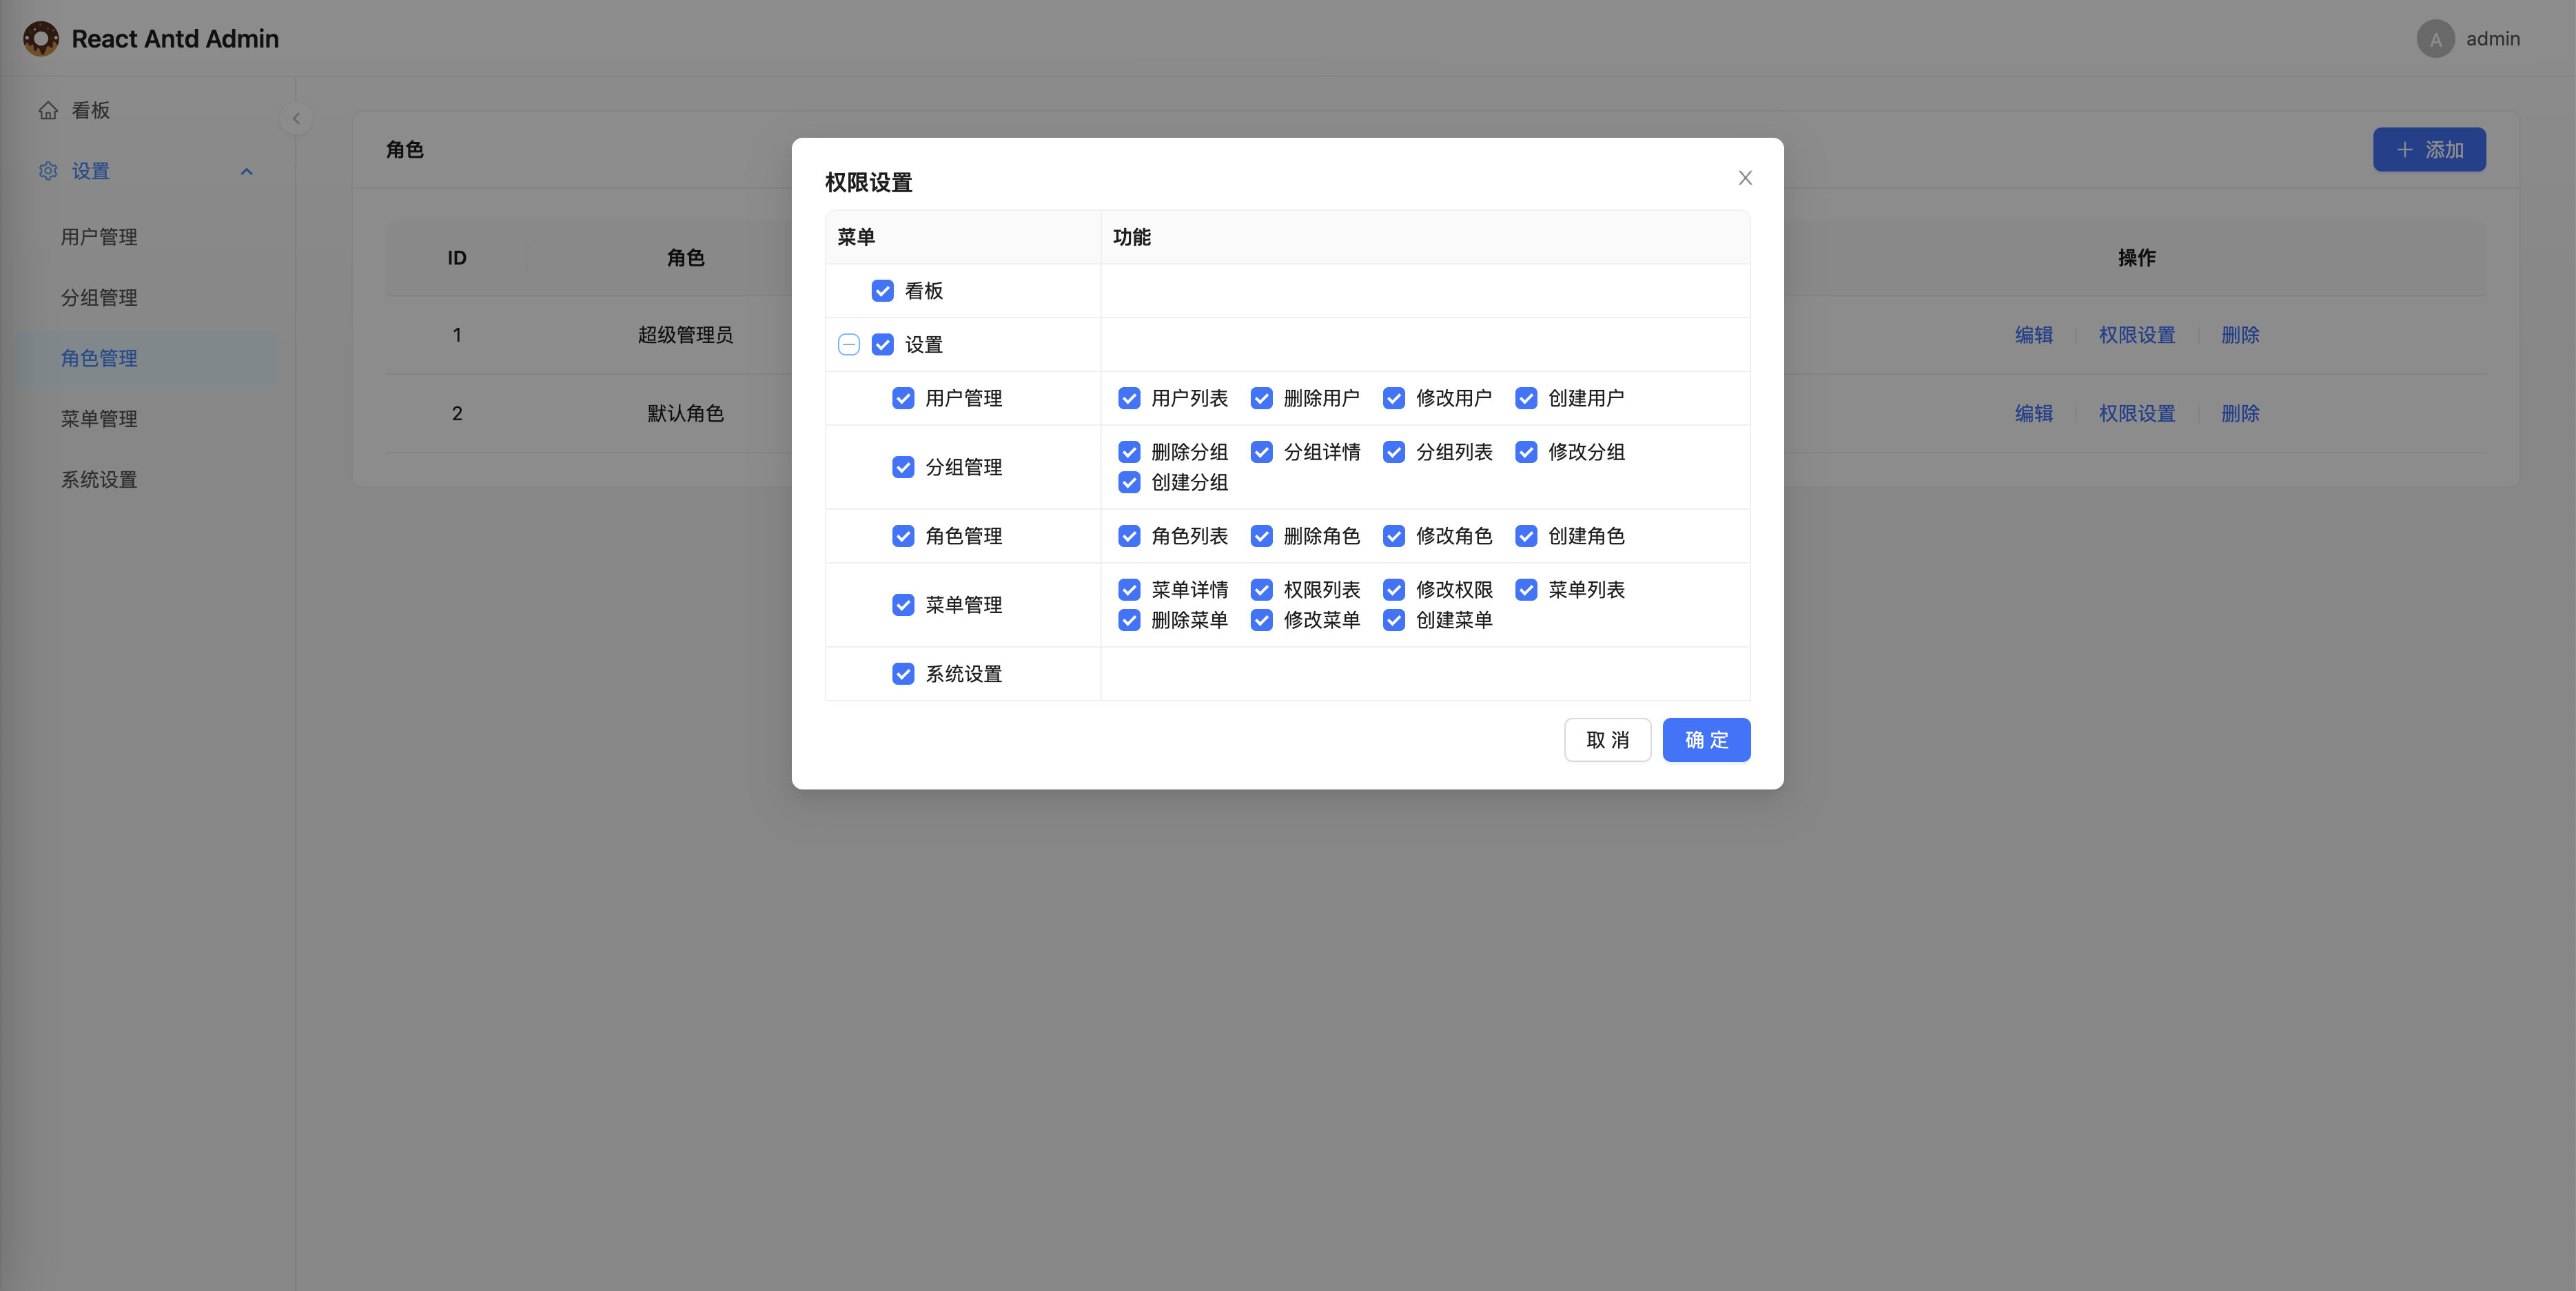 React Antd Admin
A admin
看板
设置
用户管理
分组管理
角色管理
菜单管理
系统设置
角色
添加
ID 角色 操作
1 超级管理员 编辑 权限设置 删除
2 默认角色 编辑 权限设置 删除
权限设置
菜单 功能
看板
设置
用户管理 用户列表 删除用户 修改用户 创建用户
分组管理 删除分组 分组详情 分组列表 修改分组
创建分组
角色管理 角色列表 删除角色 修改角色 创建角色
菜单管理 菜单详情 权限列表 修改权限 菜单列表
删除菜单 修改菜单 创建菜单
系统设置
取 消 确 定